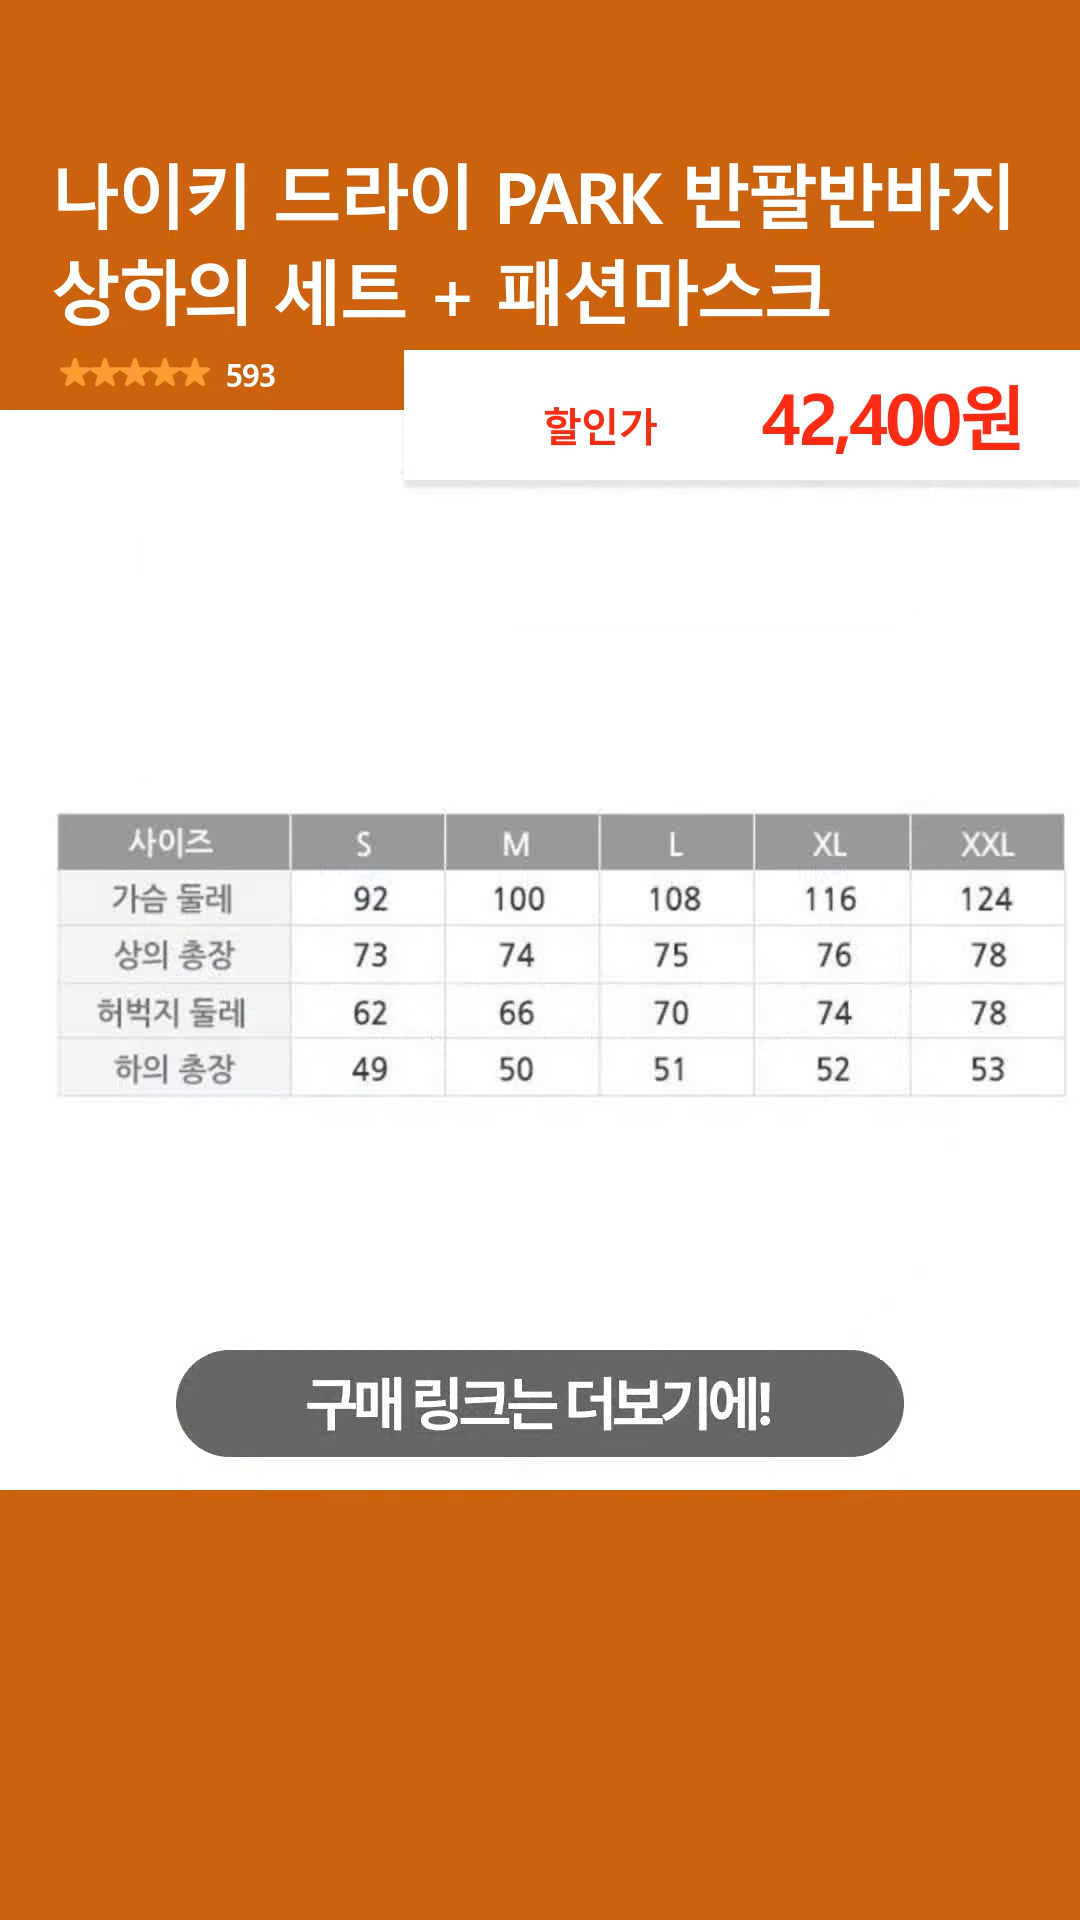 나이키 드라이 PARK 반팔반바지
상하의 세트 + 패션마스크
★★★★★ 593
할인가 42,400원
사이즈 S M L XL XXL
가슴 둘레 92 100 108 116 124
상의 총장 73 74 75 76 78
허벅지 둘레 62 66 70 74 78
하의 총장 49 50 51 52 53
구매 링크는 더보기에!